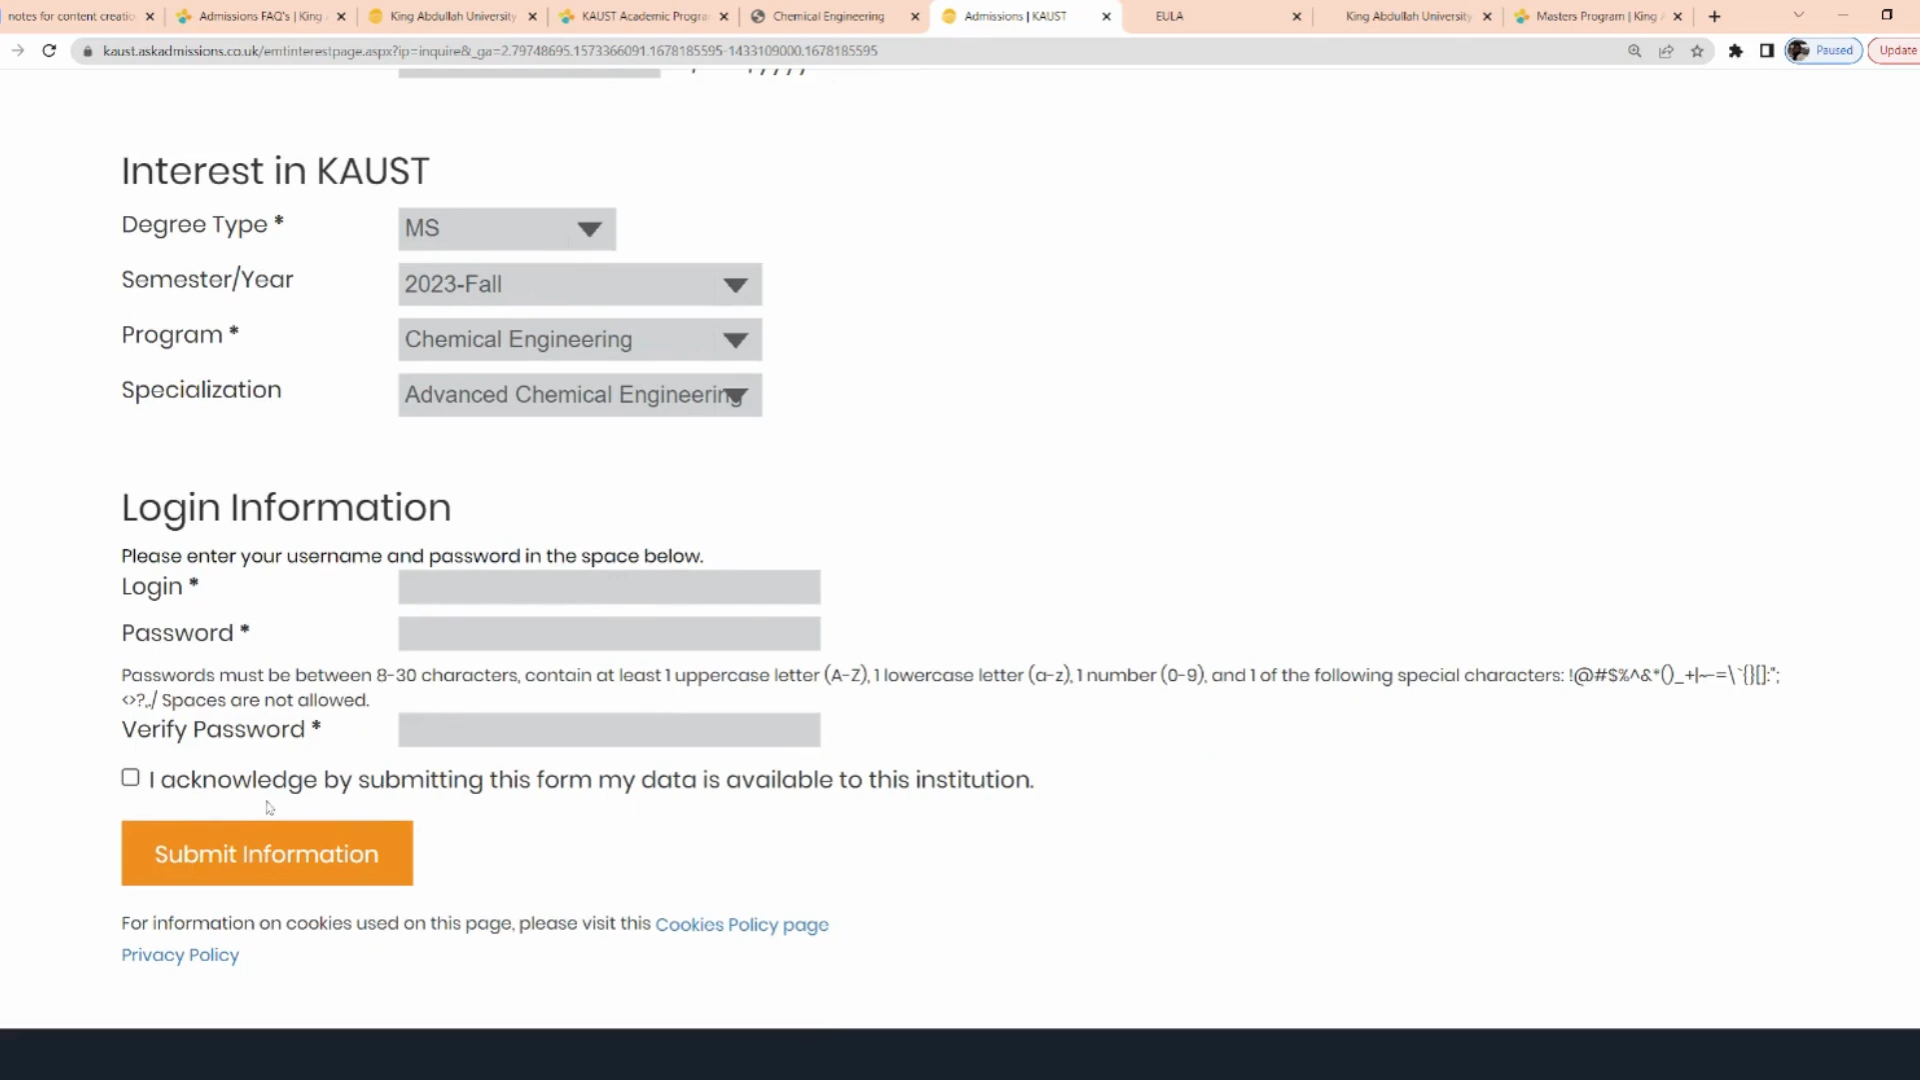 notes for content creatio
Admissions FAQ's | King
King Abdullah University
KAUST Academic Progra
Chemical Engineering
Admissions | KAUST
EULA
King Abdullah University
Masters Program | King
kaust.askadmissions.co.uk/emtinterestpage.aspx?ip=inquire&_ga=2.79748695.1573366091.1678185595-1433109000.1678185595
Paused
Update
Interest in KAUST
Degree Type *
MS
Semester/Year
2023-Fall
Program *
Chemical Engineering
Specialization
Advanced Chemical Engineering
Login Information
Please enter your username and password in the space below.
Login *
Password *
Passwords must be between 8-30 characters, contain at least 1 uppercase letter (A-Z), 1 lowercase letter (a-z), 1 number (0-9), and 1 of the following special characters: !@#$%^&*()_+|~-=\`{}[]:";
<>?,./ Spaces are not allowed.
Verify Password *
I acknowledge by submitting this form my data is available to this institution.
Submit Information
For information on cookies used on this page, please visit this Cookies Policy page
Privacy Policy